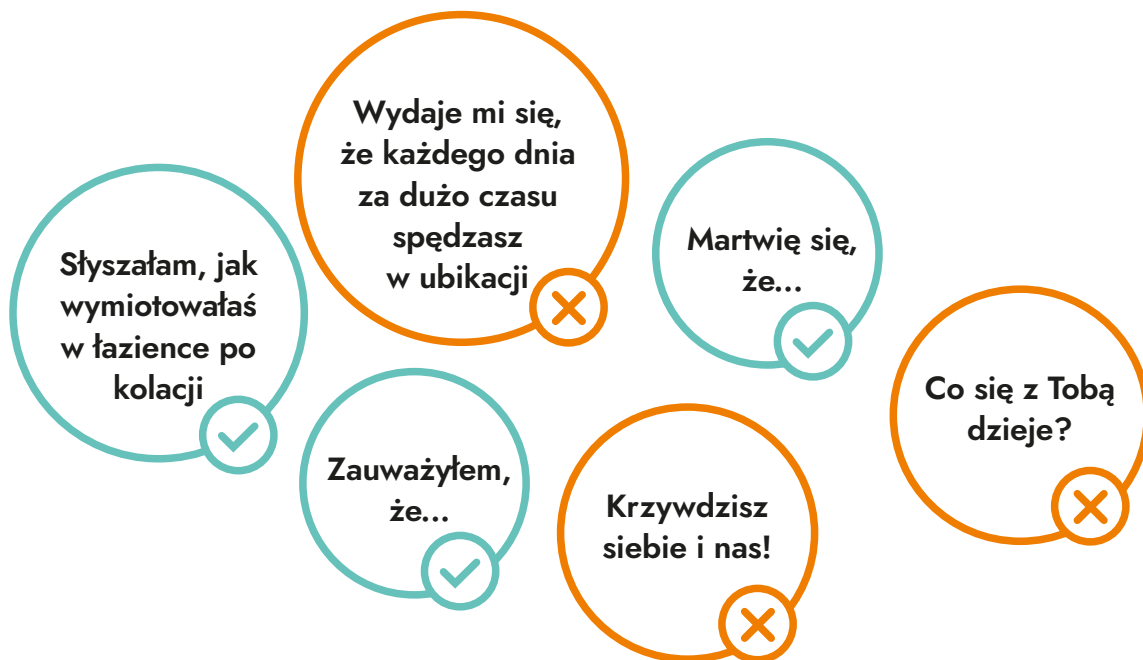 Wydaje mi się,
że każdego dnia
za dużo czasu
spędzasz
w ubikacji
Słyszałam, jak
wymiotowałaś
w łazience po
kolacji
Martwię się,
że...
Co się z Tobą
dzieje?
Zauważyłem,
że...
Krzywdzisz
siebie i nas!